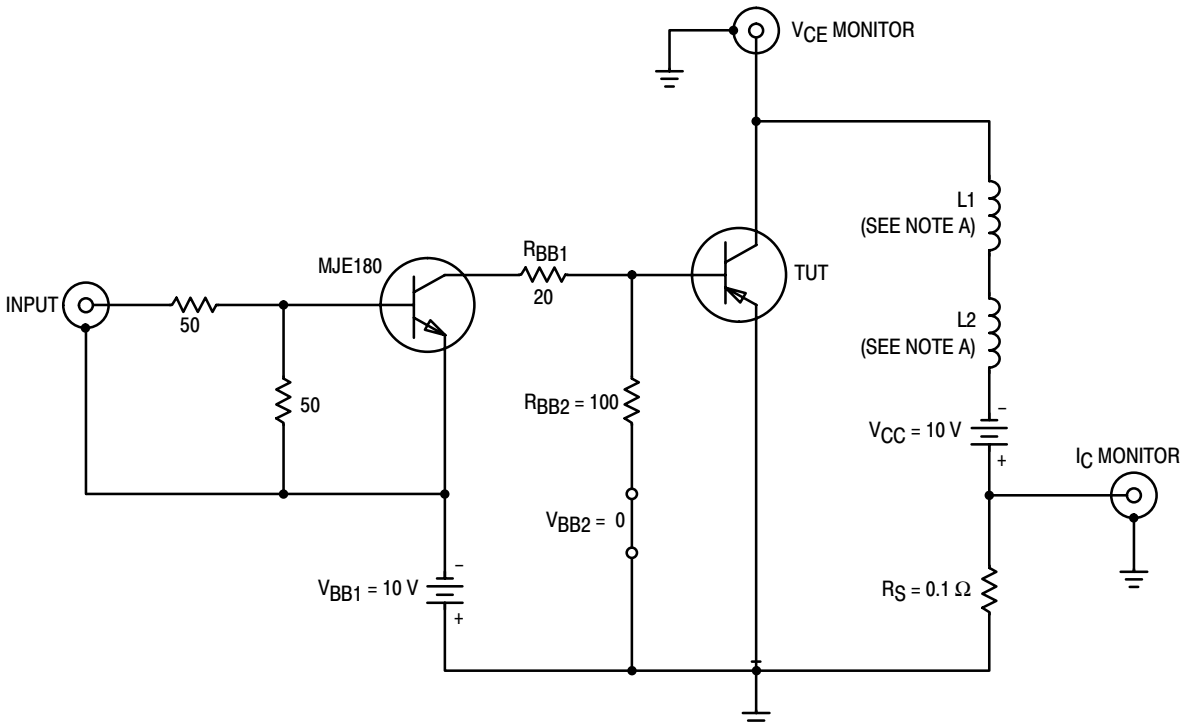 VCE MONITOR
L1
(SEE NOTE A)
RBB1
MJE180
TUT
20
INPUT
50
L2
(SEE NOTE A)
50
RBB2 = 100
–
VCC = 10 V
+
IC MONITOR
VBB2 = 0
–
VBB1 = 10 V
RS = 0.1 Ω
+